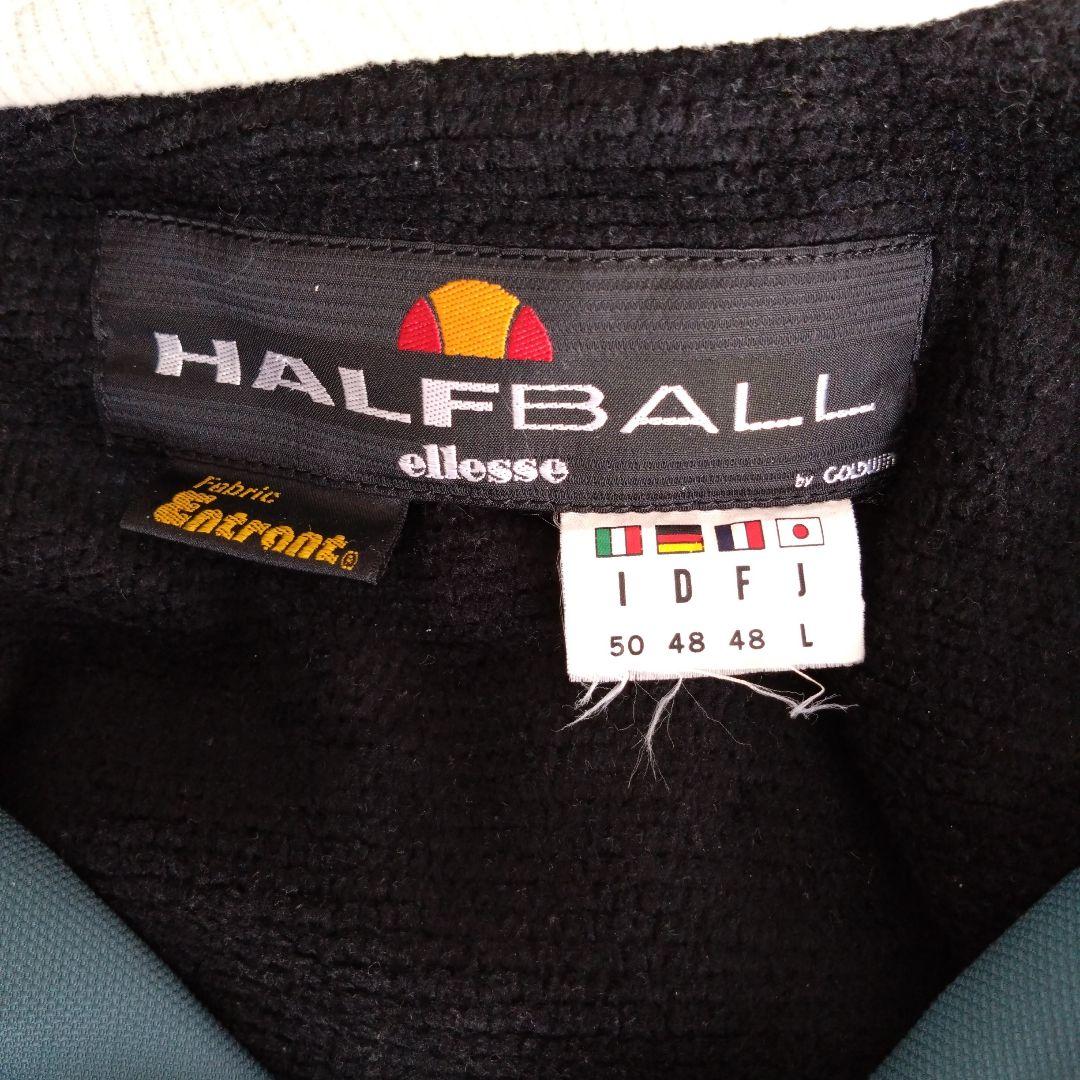 HALFBALL
ellesse
by GOLDWIN
Fabric
Entrant®
I D F J
50 48 48 L